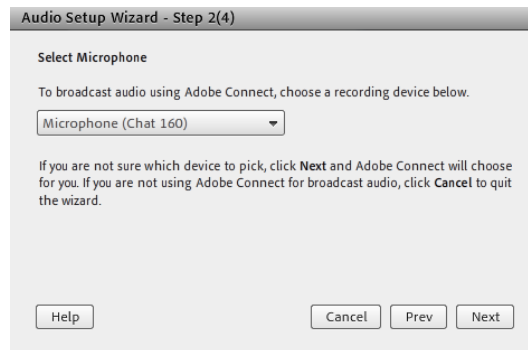 Audio Setup Wizard - Step 2(4)
Select Microphone
To broadcast audio using Adobe Connect, choose a recording device below.
Microphone (Chat 160)
If you are not sure which device to pick, click Next and Adobe Connect will choose
for you. If you are not using Adobe Connect for broadcast audio, click Cancel to quit
the wizard.
Help Cancel Prev Next